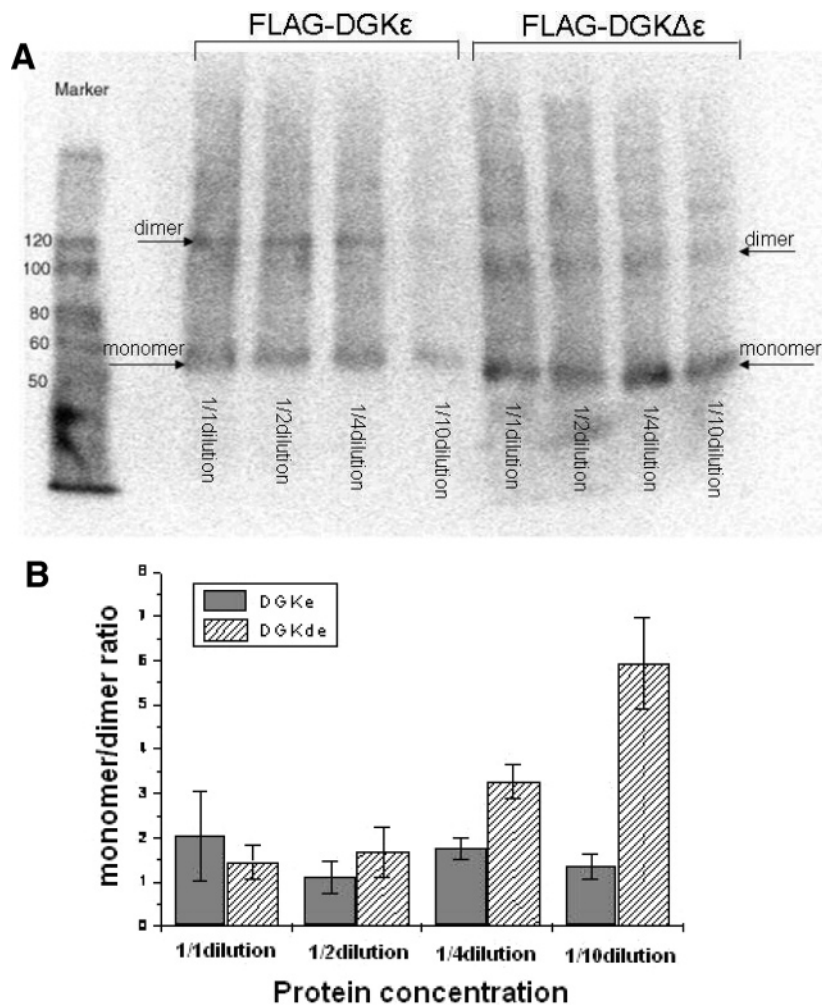 FLAG-DGKε
FLAG-DGKΔε
A
Marker
dimer
dimer
120
100
80
60
monomer
monomer
50
1/1dilution
1/2dilution
1/4dilution
1/10dilution
1/1dilution
1/2dilution
1/4dilution
1/10dilution
B
8
7
6
5
4
3
2
1
0
DGKe
DGKde
monomer/dimer ratio
1/1dilution
1/2dilution
1/4dilution
1/10dilution
Protein concentration